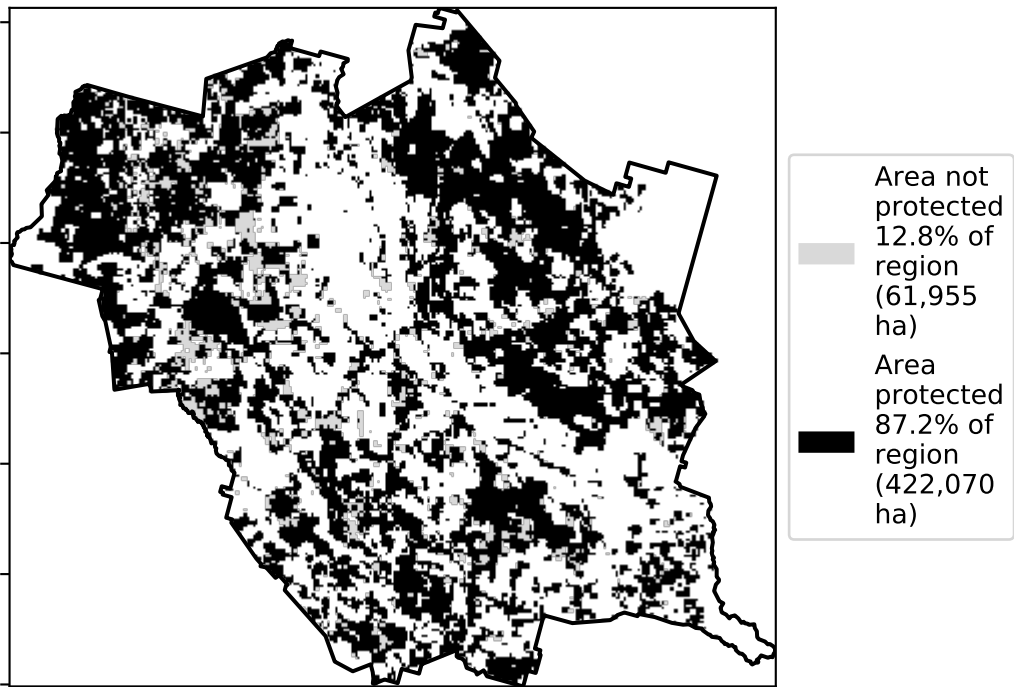 Area not
protected
12.8% of
region
(61,955
ha)
Area
protected
87.2% of
region
(422,070
ha)